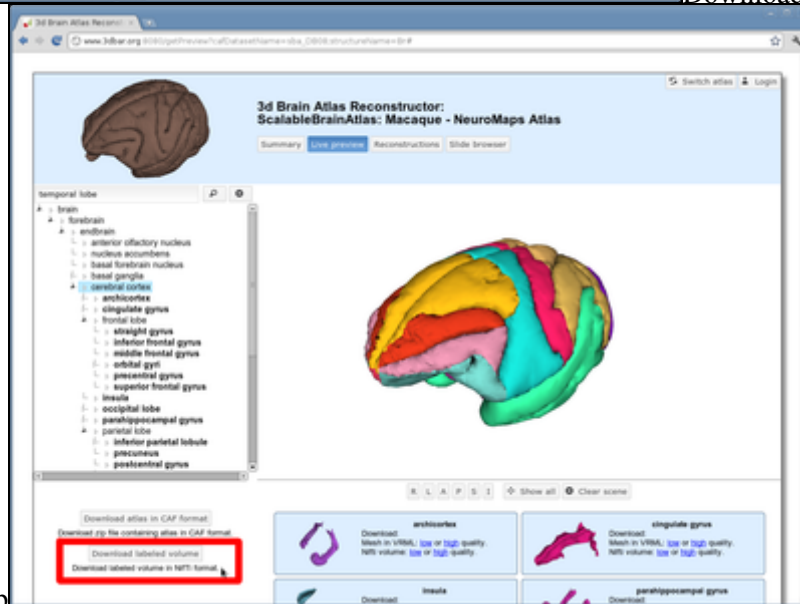 3d Brain Atlas Reconst
www.3dbar.org:8080/getPreview?cafDatasetName=sba_DB08;structureName=Br#
Switch atlas Login
3d Brain Atlas Reconstructor:
ScalableBrainAtlas: Macaque - NeuroMaps Atlas
Summary Live preview Reconstructions Slide browser
temporal lobe
brain
forebrain
endbrain
anterior olfactory nucleus
nucleus accumbens
basal forebrain nucleus
basal ganglia
cerebral cortex
archicortex
cingulate gyrus
frontal lobe
straight gyrus
inferior frontal gyrus
middle frontal gyrus
orbital gyri
precentral gyrus
superior frontal gyrus
insula
occipital lobe
parahippocampal gyrus
parietal lobe
inferior parietal lobule
precuneus
postcentral gyrus
R L A P S I Show all Clear scene
Download atlas in CAF format
Download zip file containing atlas in CAF format.
Download labeled volume
Download labeled volume in NIfTI format.
archicortex
Download:
Mesh in VRML: low or high quality.
Nifti volume: low or high quality.
cingulate gyrus
Download:
Mesh in VRML: low or high quality.
Nifti volume: low or high quality.
insula
Download:
parahippocampal gyrus
Download: